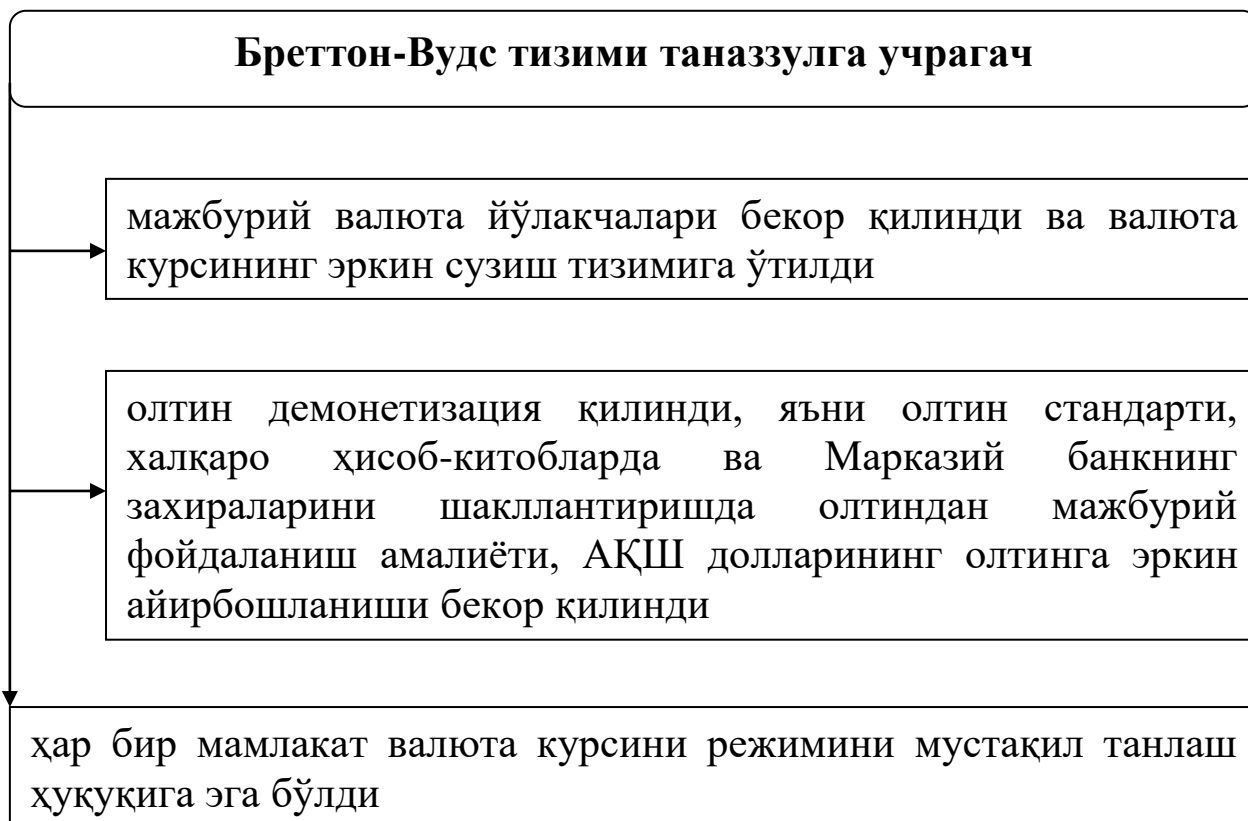 Бреттон-Вудс тизими таназзулга учрагач
мажбурий валюта йўлакчалари бекор қилинди ва валюта
курсининг эркин сузиш тизимига ўтилди
олтин демонетизация қилинди, яъни олтин стандарти,
халқаро ҳисоб-китобларда ва Марказий банкнинг
захираларини шакллантиришда олтиндан мажбурий
фойдаланиш амалиёти, АҚШ долларининг олтинга эркин
айирбошланиши бекор қилинди
ҳар бир мамлакат валюта курсини режимини мустақил танлаш
ҳуқуқига эга бўлди